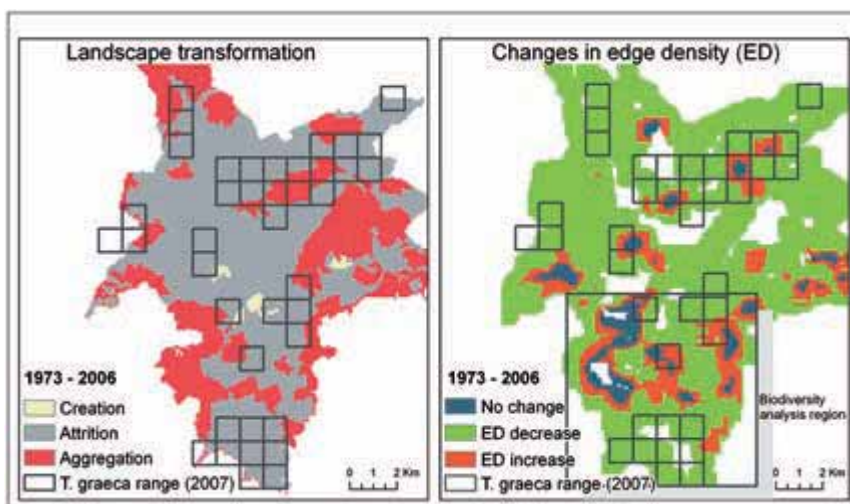 Landscape transformation
1973 - 2006
Creation
Attrition
Aggregation
T. graeca range (2007)
0 1 2 Km
Changes in edge density (ED)
1973 - 2006
No change
ED decrease
ED increase
T. graeca range (2007)
Biodiversity
analysis region
0 1 2 Km